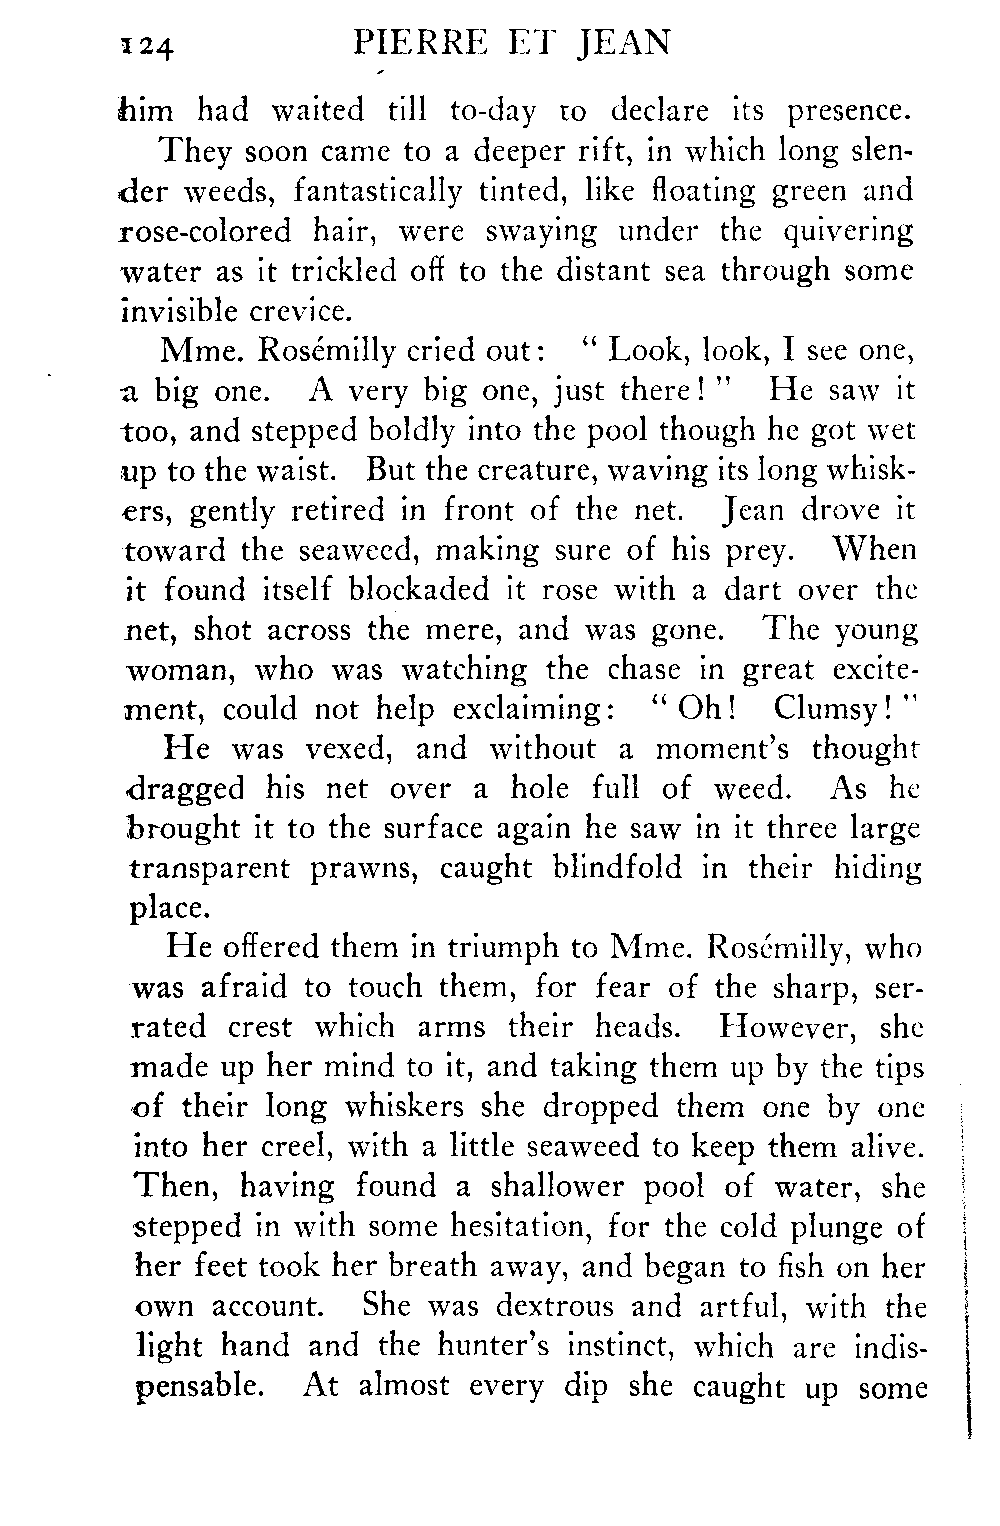 124 PIERRE ET JEAN
him had waited till to-day to declare its presence.
They soon came to a deeper rift, in which long slen-
der weeds, fantastically tinted, like floating green and
rose-colored hair, were swaying under the quivering
water as it trickled off to the distant sea through some
invisible crevice.
Mme. Rosémilly cried out: “ Look, look, I see one,
a big one. A very big one, just there! ” He saw it
too, and stepped boldly into the pool though he got wet
up to the waist. But the creature, waving its long whisk-
ers, gently retired in front of the net. Jean drove it
toward the seaweed, making sure of his prey. When
it found itself blockaded it rose with a dart over the
net, shot across the mere, and was gone. The young
woman, who was watching the chase in great excite-
ment, could not help exclaiming: “ Oh! Clumsy! ”
He was vexed, and without a moment's thought
dragged his net over a hole full of weed. As he
brought it to the surface again he saw in it three large
transparent prawns, caught blindfold in their hiding
place.
He offered them in triumph to Mme. Rosémilly, who
was afraid to touch them, for fear of the sharp, ser-
rated crest which arms their heads. However, she
made up her mind to it, and taking them up by the tips
of their long whiskers she dropped them one by one
into her creel, with a little seaweed to keep them alive.
Then, having found a shallower pool of water, she
stepped in with some hesitation, for the cold plunge of
her feet took her breath away, and began to fish on her
own account. She was dextrous and artful, with the
light hand and the hunter's instinct, which are indis-
pensable. At almost every dip she caught up some